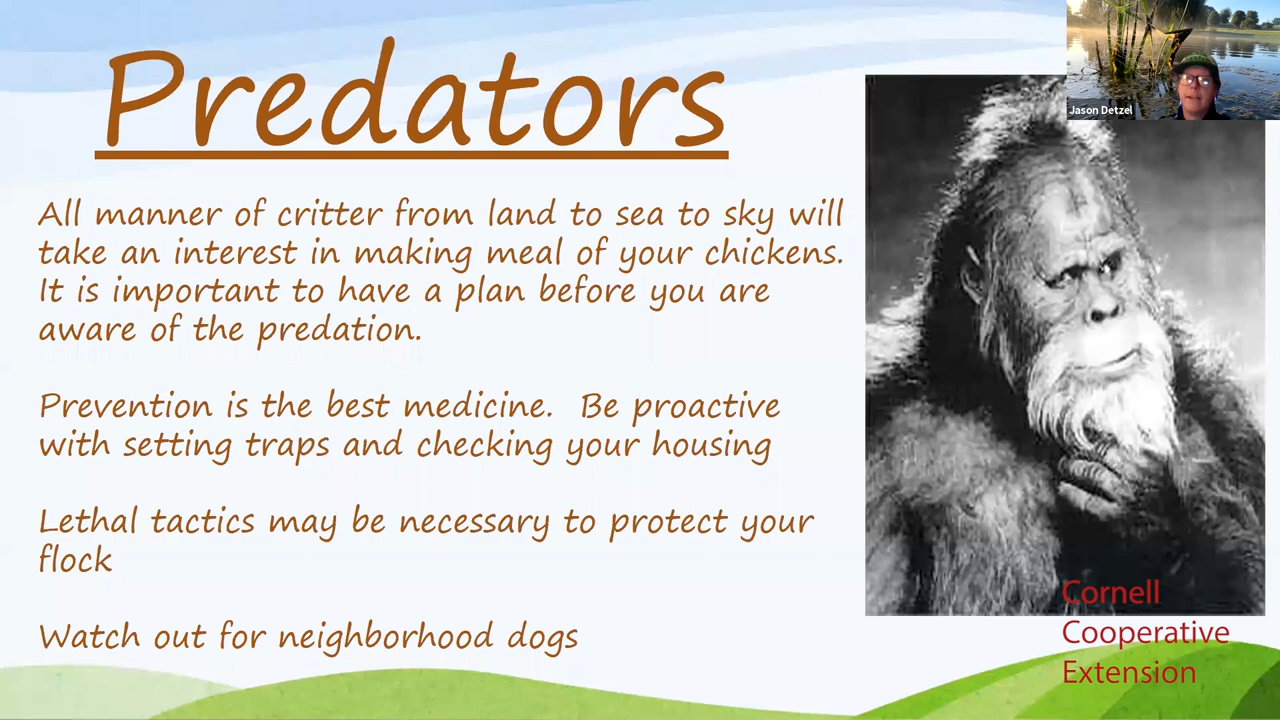 Predators
Jason Detzel
All manner of critter from land to sea to sky will
take an interest in making meal of your chickens.
It is important to have a plan before you are
aware of the predation.
Prevention is the best medicine.  Be proactive
with setting traps and checking your housing
Lethal tactics may be necessary to protect your
flock
Watch out for neighborhood dogs
Cornell
Cooperative
Extension